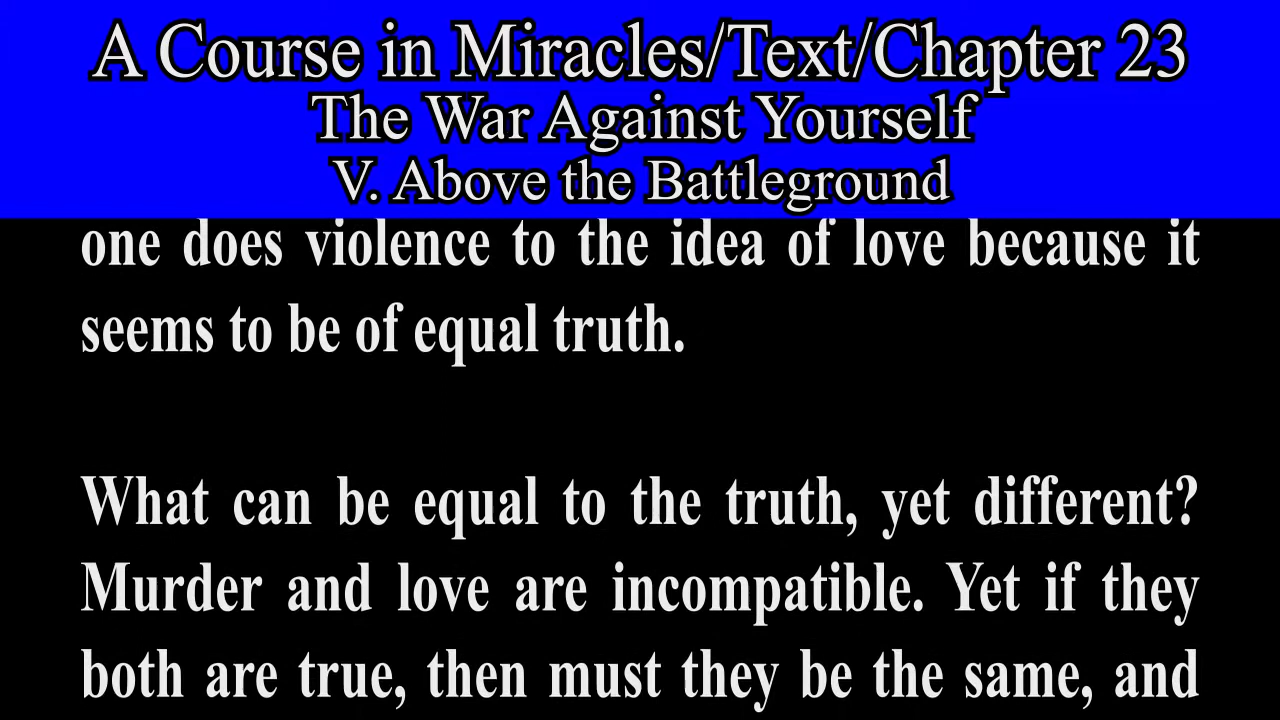 A Course in Miracles/Text/Chapter 23
The War Against Yourself
V. Above the Battleground
one does violence to the idea of love because it
seems to be of equal truth.
What can be equal to the truth, yet different?
Murder and love are incompatible. Yet if they
both are true, then must they be the same, and